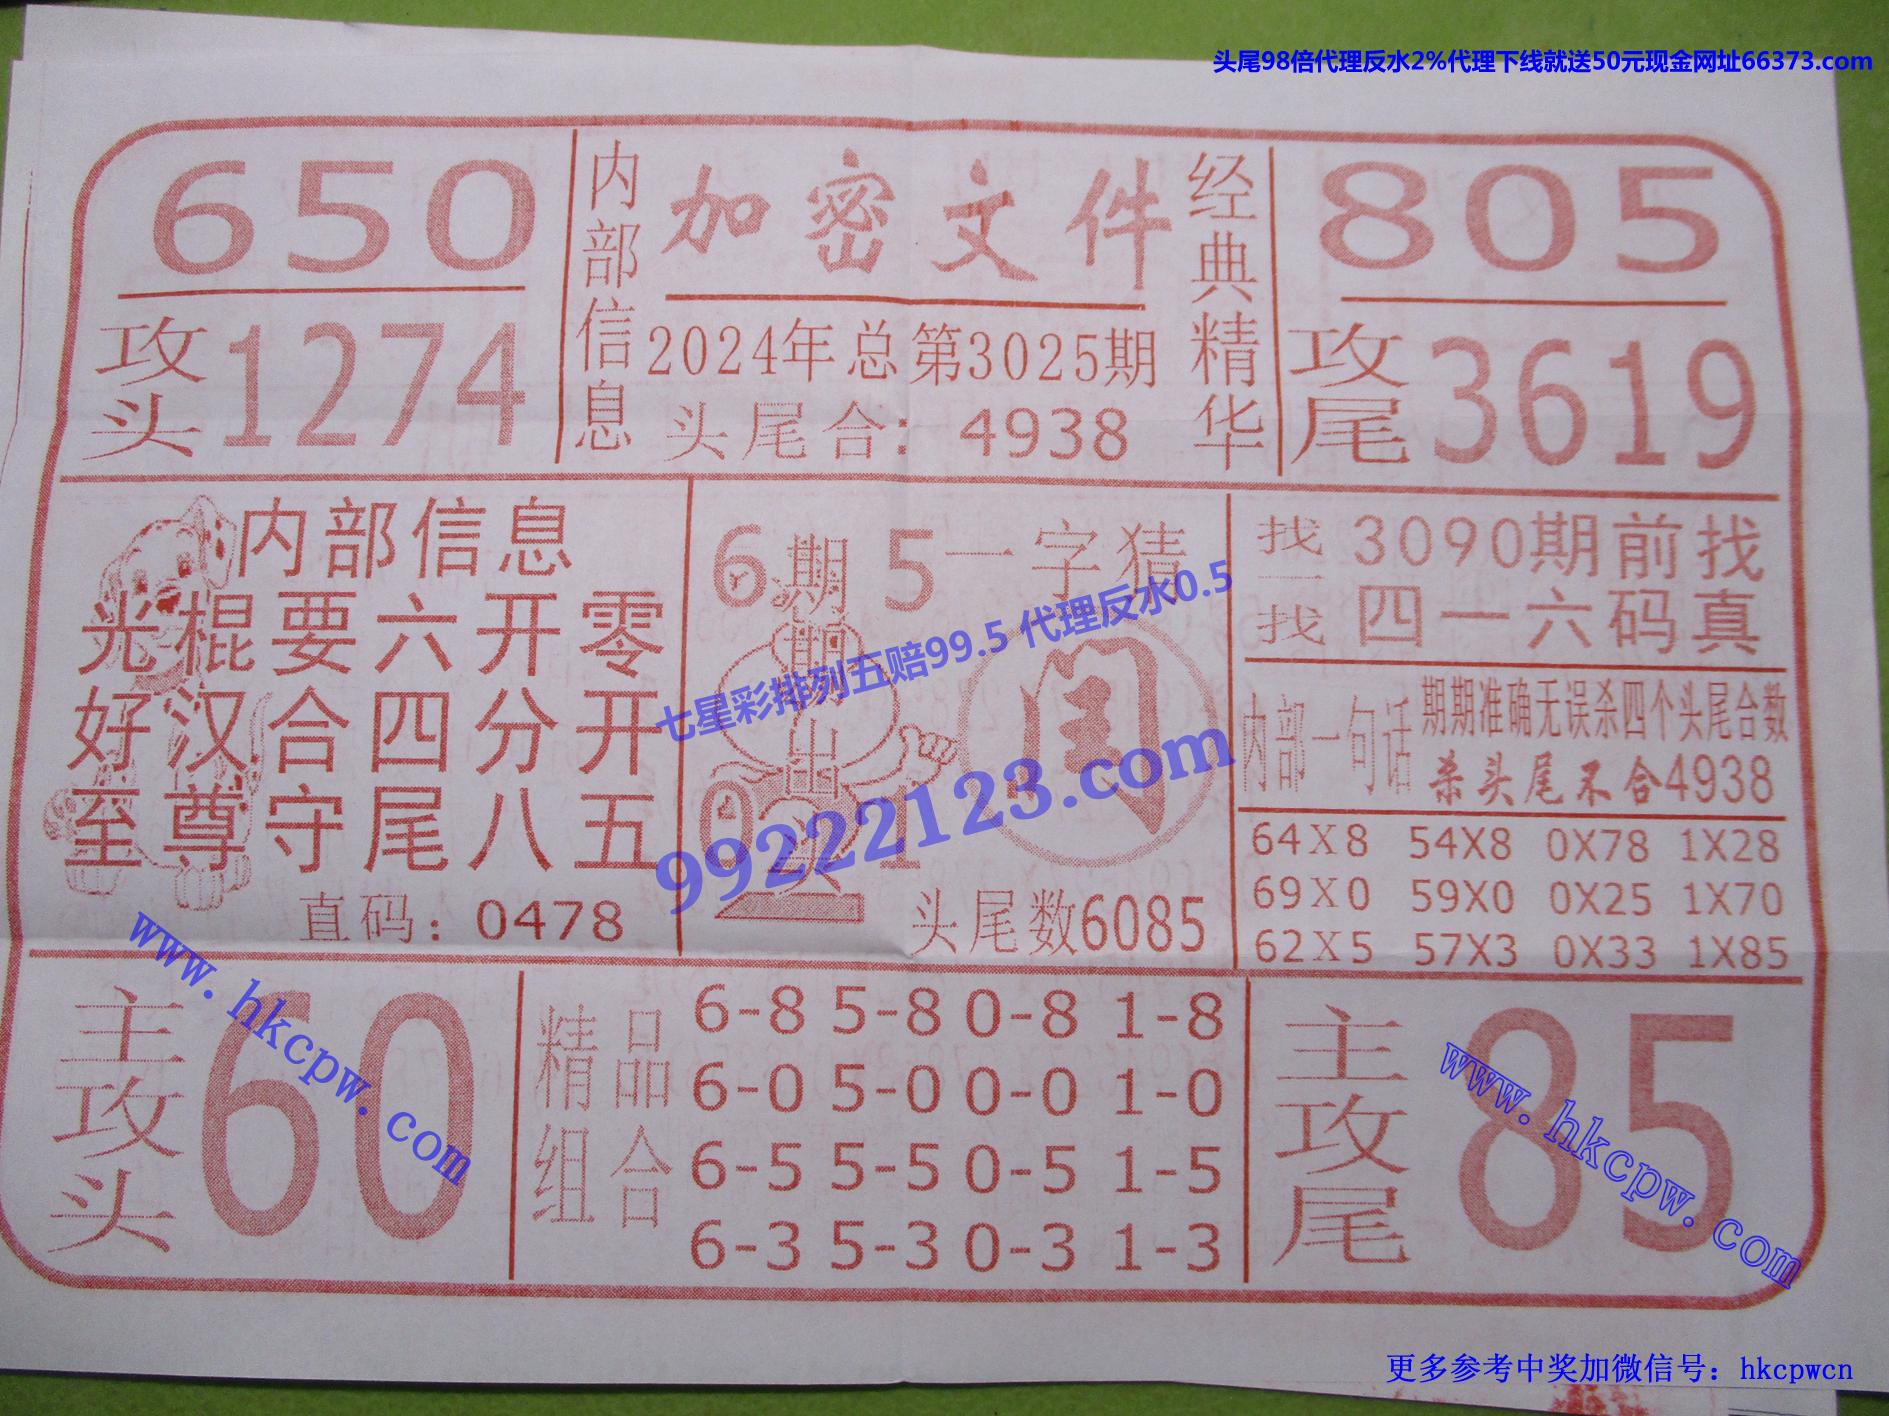 头尾98倍代理反水2%代理下线就送50元现金网址66373.com
650
攻头1274
内部信息
加密文件
2024年总第3025期
头尾合：4938
经典精华
805
攻尾3619
内部信息
光棍要六开零
好汉合四分开
至尊守尾八五
直码：0478
6 5
0 1
期期出
一字猜
闰
头尾数6085
找一找
3090期前找
四一六码真
内部一句话
期期准确无误杀四个头尾合数
杀头尾不合4938
64X8 54X8 0X78 1X28
69X0 59X0 0X25 1X70
62X5 57X3 0X33 1X85
主攻头
60
精品组合
6-8 5-8 0-8 1-8
6-0 5-0 0-0 1-0
6-5 5-5 0-5 1-5
6-3 5-3 0-3 1-3
主攻尾
85
七星彩排列五赔99.5 代理反水0.5
99222123.com
www.hkcpw.com
www.hkcpw.com
更多参考中奖加微信号：hkcpwcn